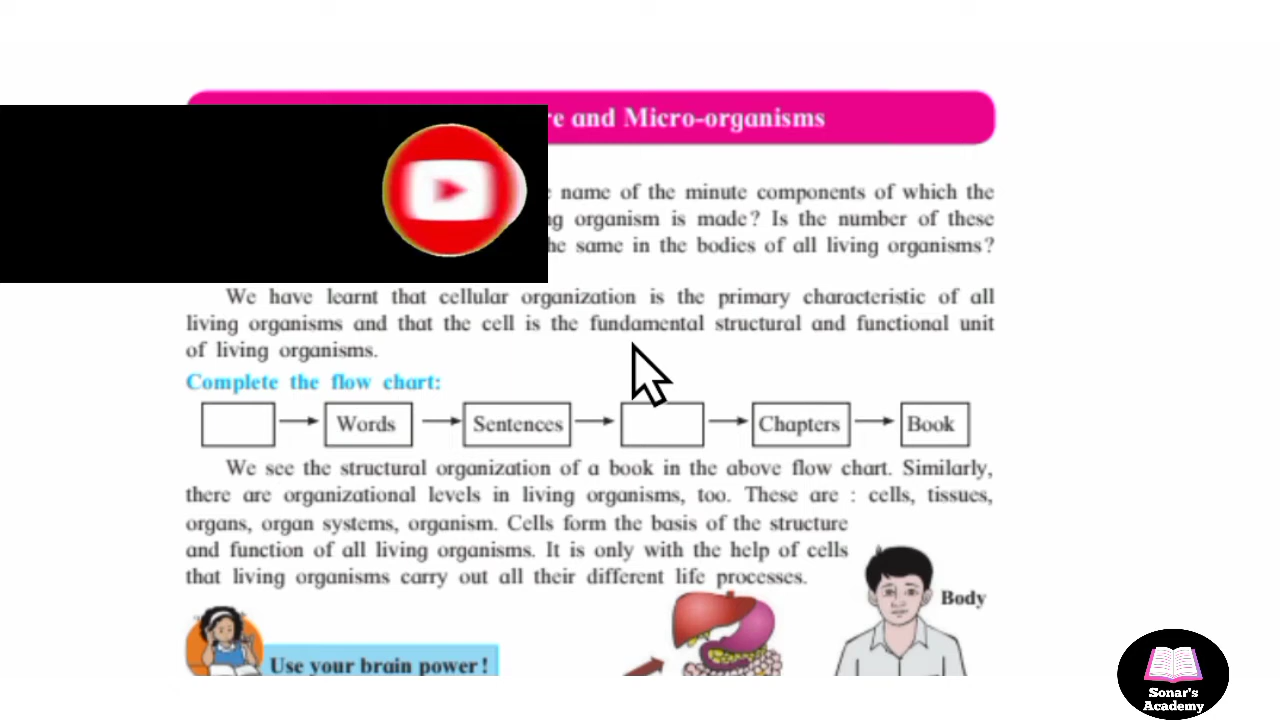 and Micro-organisms
name of the minute components of which the
organism is made? Is the number of these
same in the bodies of all living organisms?
We have learnt that cellular organization is the primary characteristic of all
living organisms and that the cell is the fundamental structural and functional unit
of living organisms.
Complete the flow chart:
Words Sentences Chapters Book
We see the structural organization of a book in the above flow chart. Similarly,
there are organizational levels in living organisms, too. These are : cells, tissues,
organs, organ systems, organism. Cells form the basis of the structure
and function of all living organisms. It is only with the help of cells
that living organisms carry out all their different life processes.
Body
Use your brain power!
Sonar's
Academy